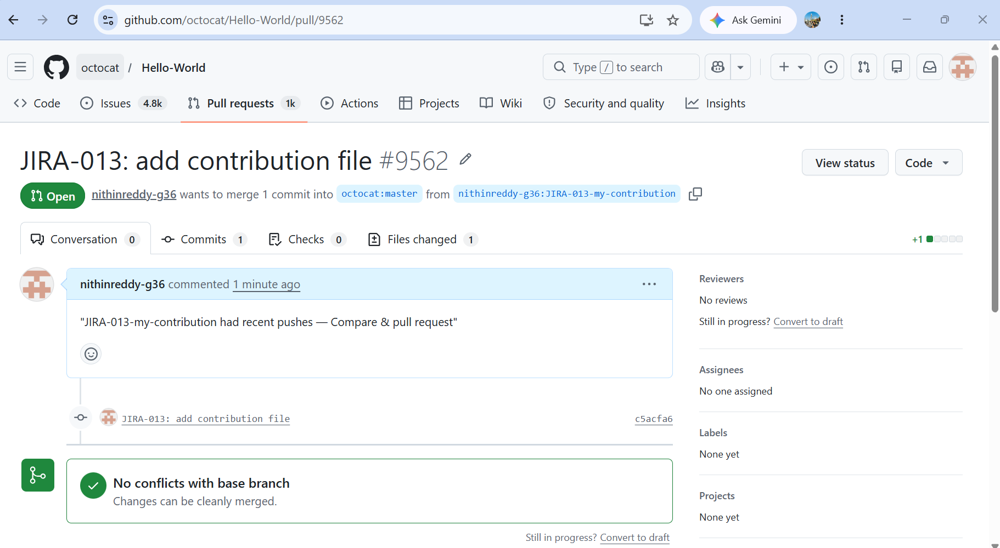 github.com/octocat/Hello-World/pull/9562
Ask Gemini
octocat / Hello-World
Type / to search
Code
Issues 4.8k
Pull requests 1k
Actions
Projects
Wiki
Security and quality
Insights
JIRA-013: add contribution file #9562
View status
Code
Open
nithinreddy-g36 wants to merge 1 commit into octocat:master from nithinreddy-g36:JIRA-013-my-contribution
Conversation 0
Commits 1
Checks 0
Files changed 1
+1
nithinreddy-g36 commented 1 minute ago
"JIRA-013-my-contribution had recent pushes — Compare & pull request"
JIRA-013: add contribution file
c5acfa6
No conflicts with base branch
Changes can be cleanly merged.
Still in progress? Convert to draft
Reviewers
No reviews
Still in progress? Convert to draft
Assignees
No one assigned
Labels
None yet
Projects
None yet